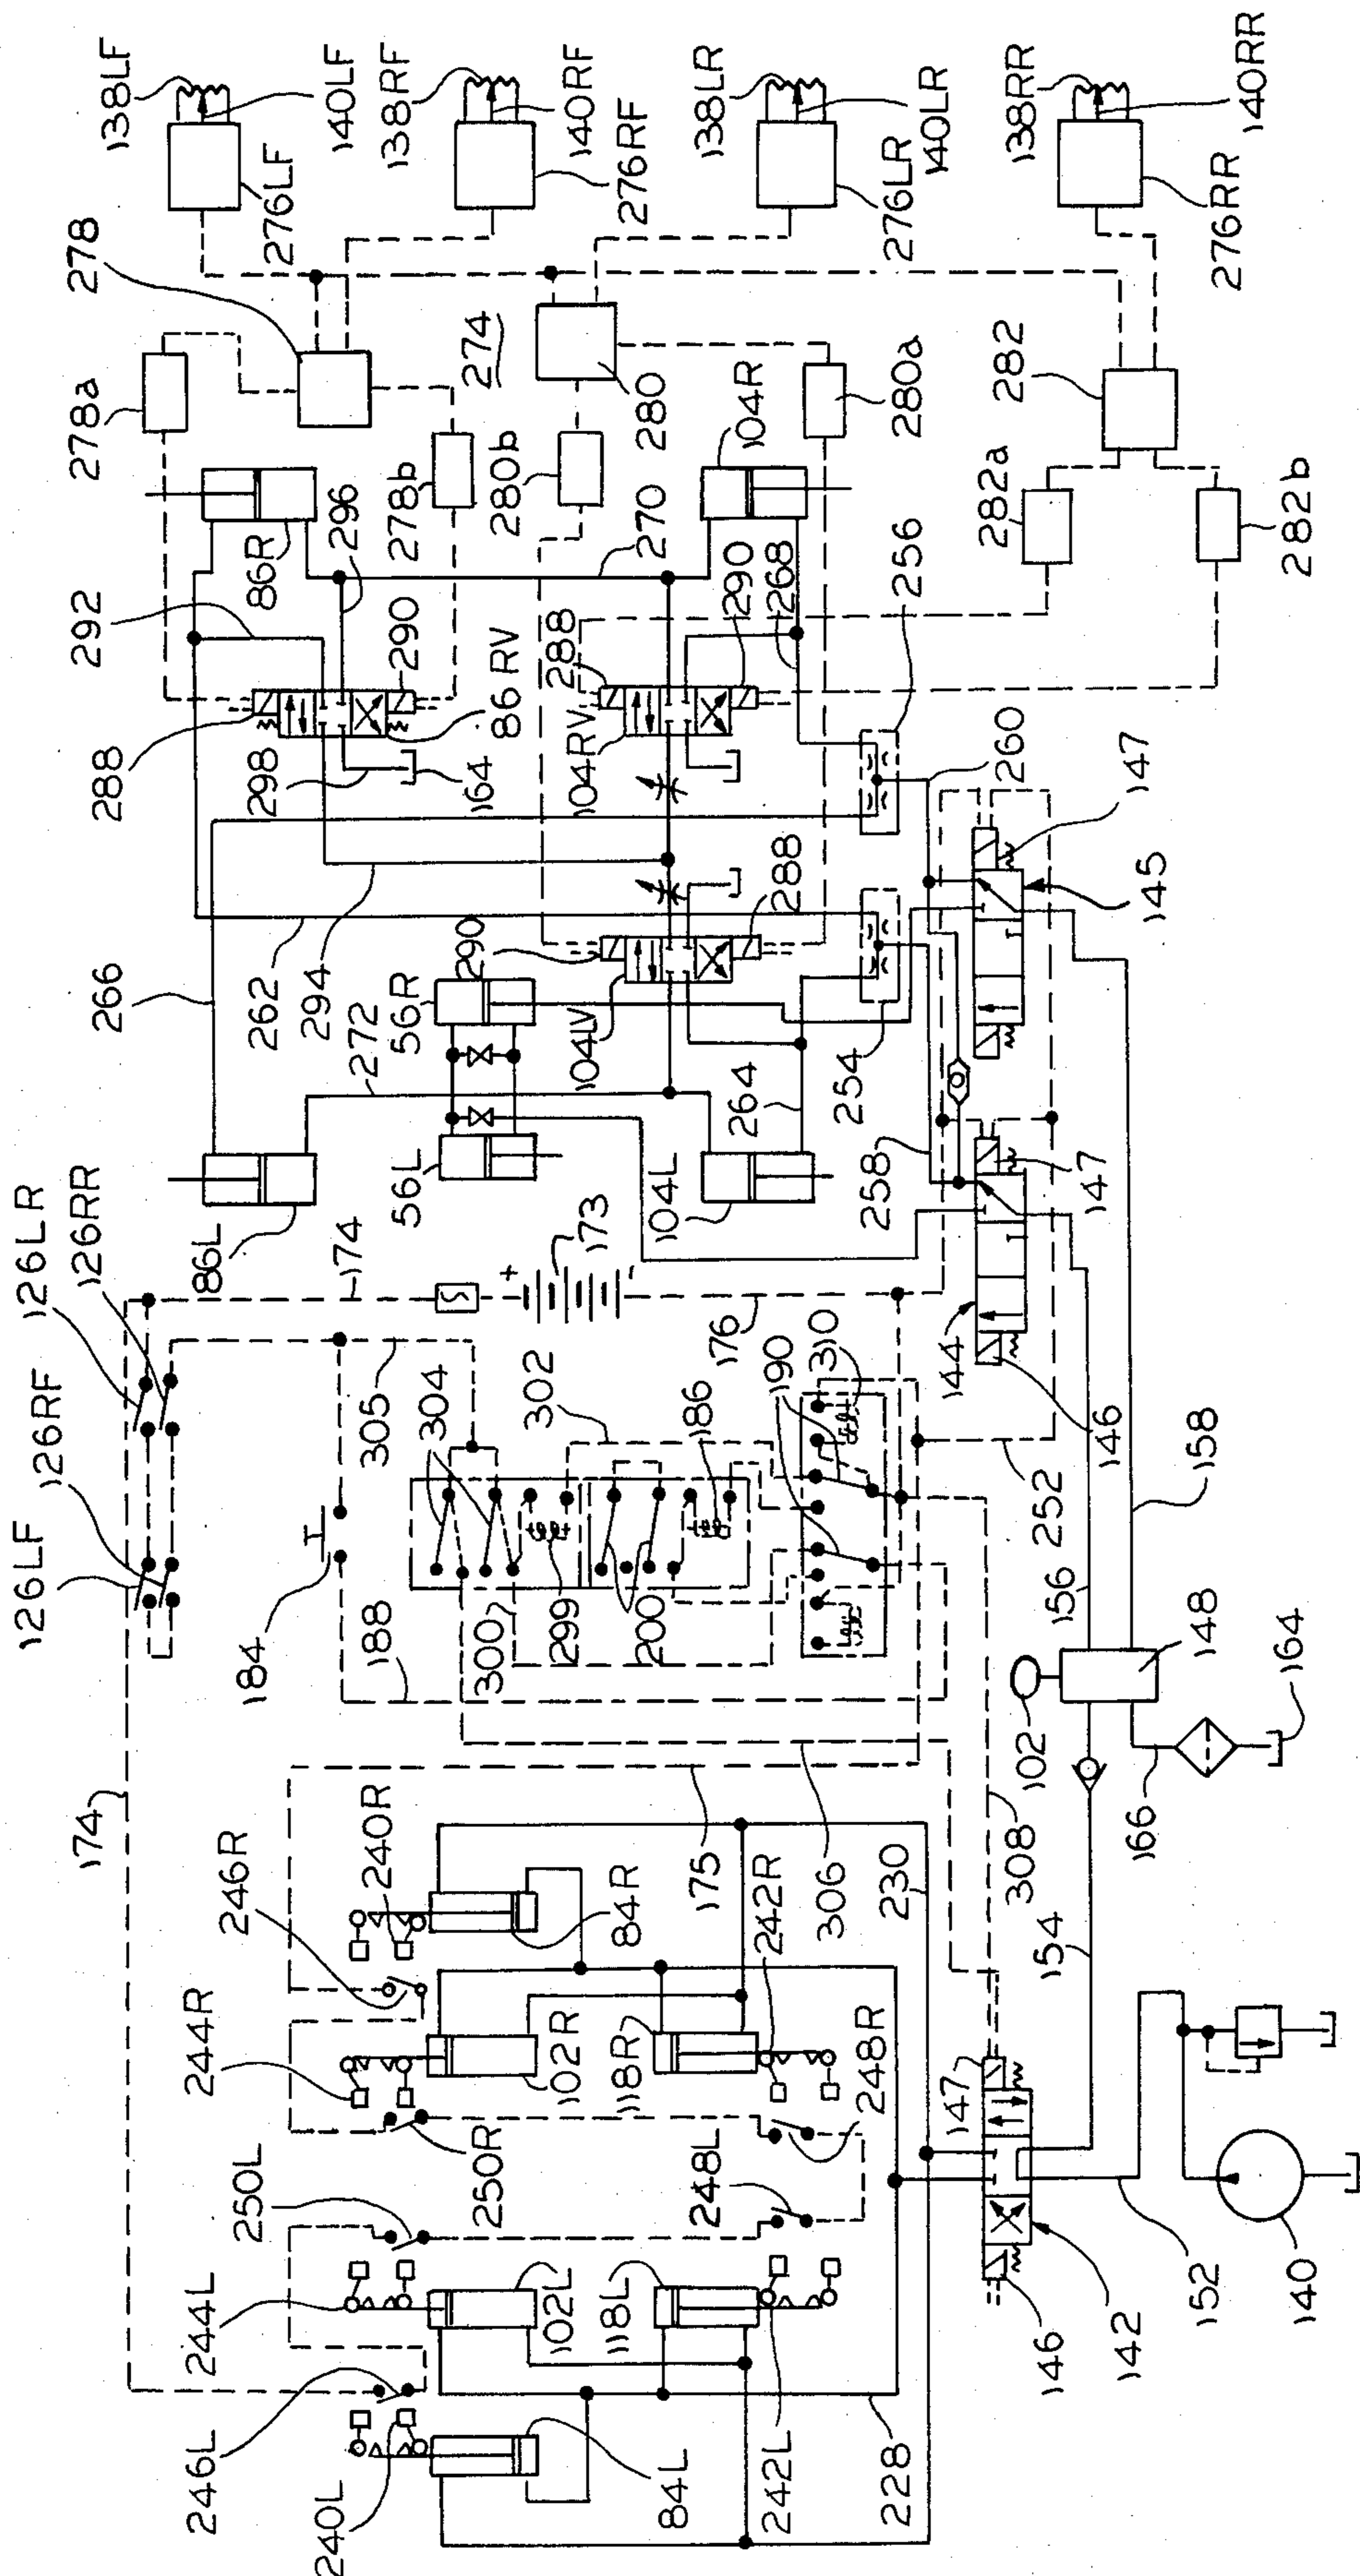 138LF
140LF
138RF
140RF
276RF
138LR
140LR
276LR
138RR
140RR
276RR
278
276LF
278a
274
280
280a
282
282a
282b
292
86R
296
278b
280b
270
104R
288
298
290
86RV
164
288
290
268
256
104RV
260
147
145
266
262
294
272
56R
290
104LV
288
264
254
258
147
126LR
126RR
86L
174
56L
104L
173
+
-
176
144
146
126LF
126RF
305
304
302
190
310
186
184
188
300
299
200
252
156
158
102
148
164
166
174
246R
240R
84R
175
306
242R
230
308
154
244R
102R
118R
248R
147
250L
250R
248L
244L
102L
118L
246L
240L
84L
242L
228
146
142
152
140